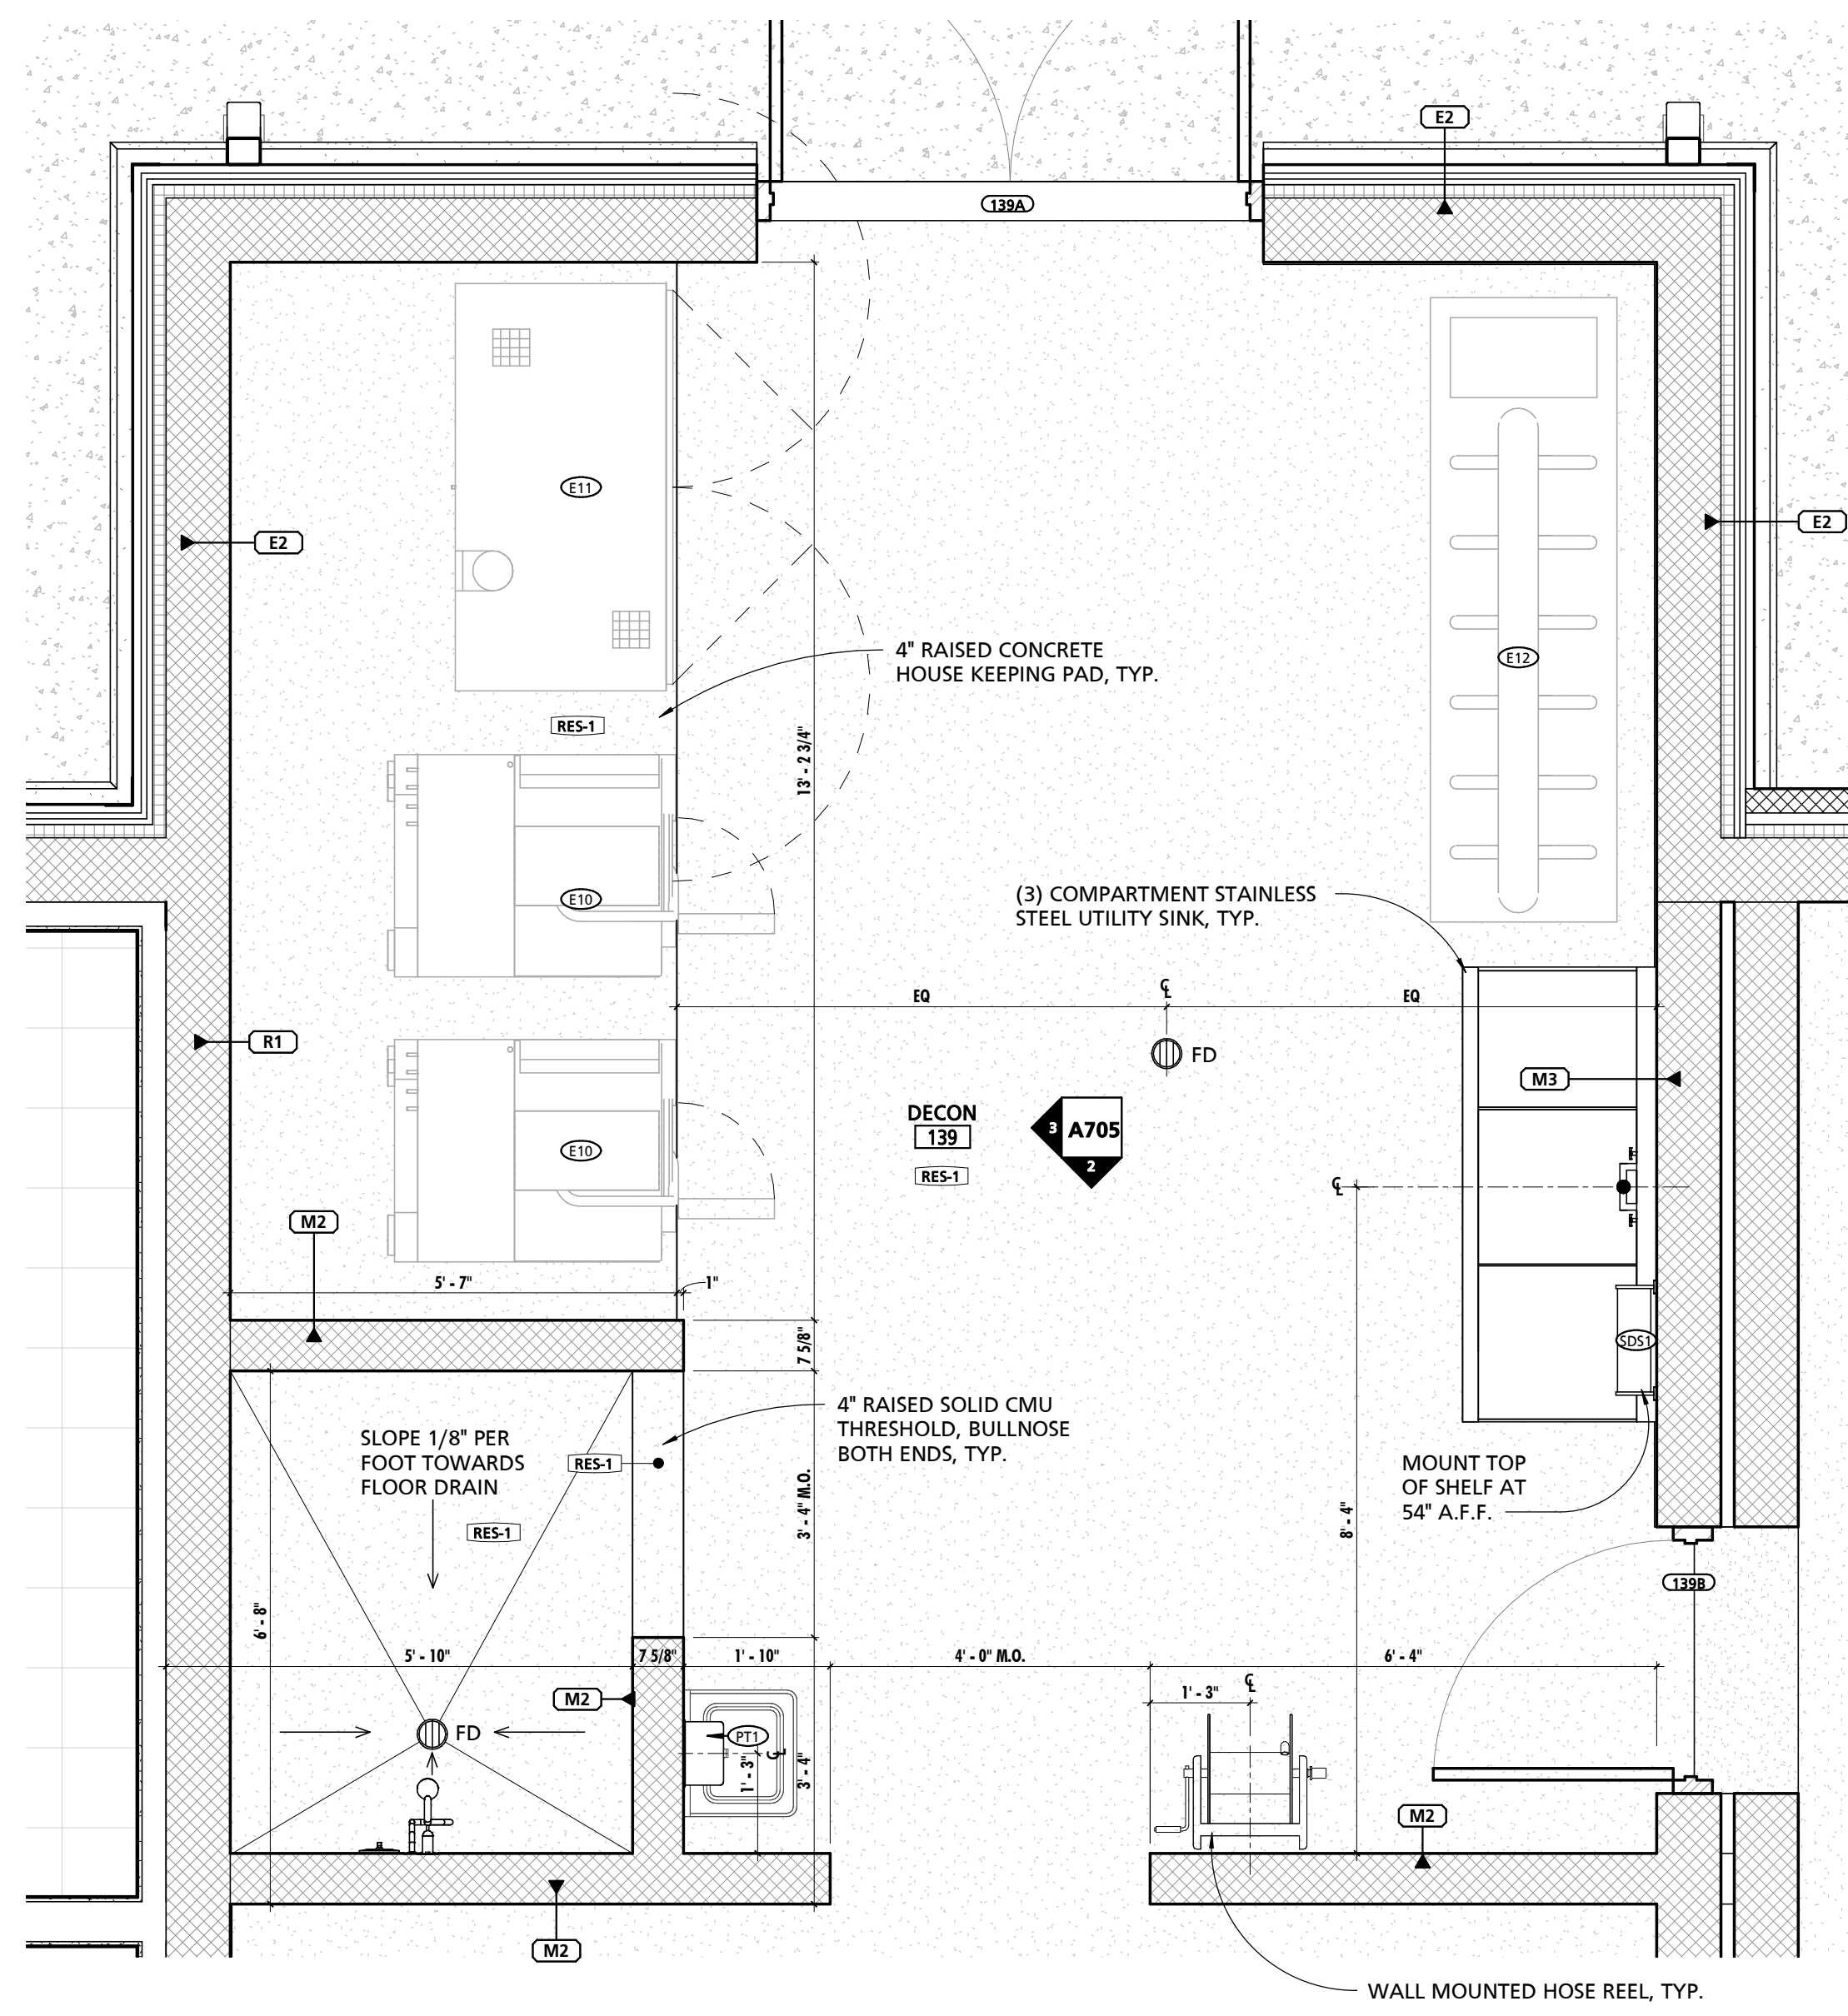 E2
139A
E11
E2
E2
4" RAISED CONCRETE
HOUSE KEEPING PAD, TYP.
E12
RES-1
13' - 2 3/4"
(3) COMPARTMENT STAINLESS
STEEL UTILITY SINK, TYP.
E10
EQ
CL
EQ
R1
FD
M3
DECON
139
3
A705
2
E10
RES-1
CL
M2
5' - 7"
1"
7 5/8"
SDS1
4" RAISED SOLID CMU
THRESHOLD, BULLNOSE
BOTH ENDS, TYP.
SLOPE 1/8" PER
FOOT TOWARDS
FLOOR DRAIN
RES-1
MOUNT TOP
OF SHELF AT
54" A.F.F.
3' - 4" M.O.
8' - 4"
RES-1
139B
6' - 8"
5' - 10"
7 5/8"
1' - 10"
4' - 0" M.O.
6' - 4"
M2
1' - 3"
CL
FD
PT1
CL
1' - 3"
3' - 4"
M2
M2
WALL MOUNTED HOSE REEL, TYP.